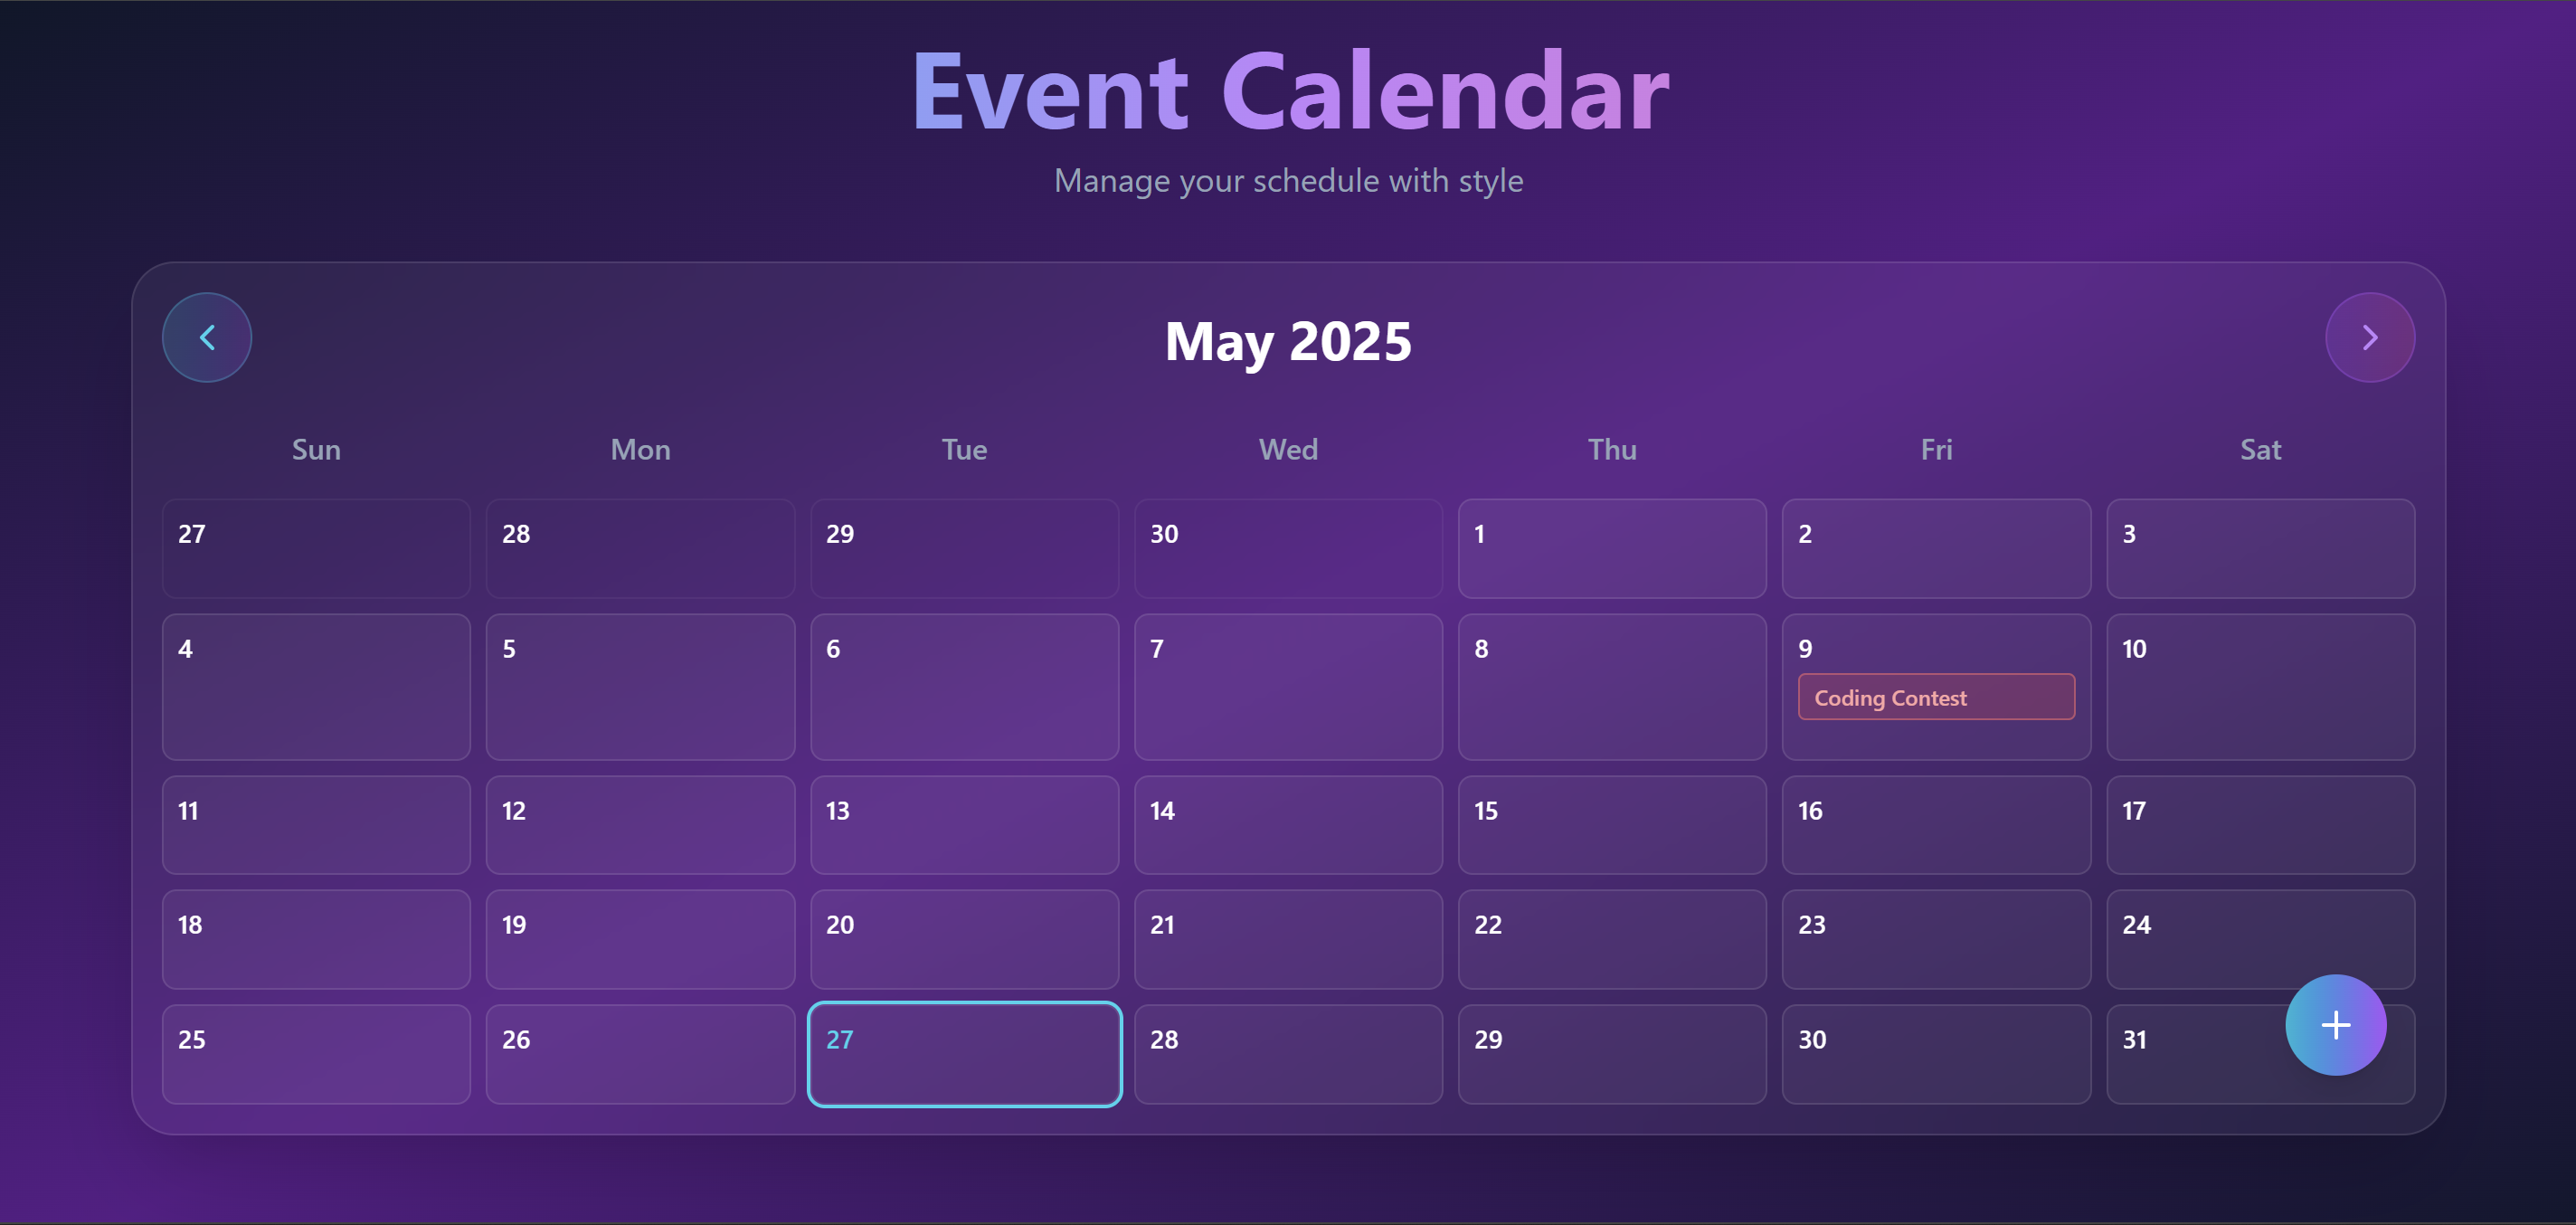 Event Calendar
Manage your schedule with style
May 2025
Sun Mon Tue Wed Thu Fri Sat
27 28 29 30 1 2 3
4 5 6 7 8 9 10
Coding Contest
11 12 13 14 15 16 17
18 19 20 21 22 23 24
25 26 27 28 29 30 31